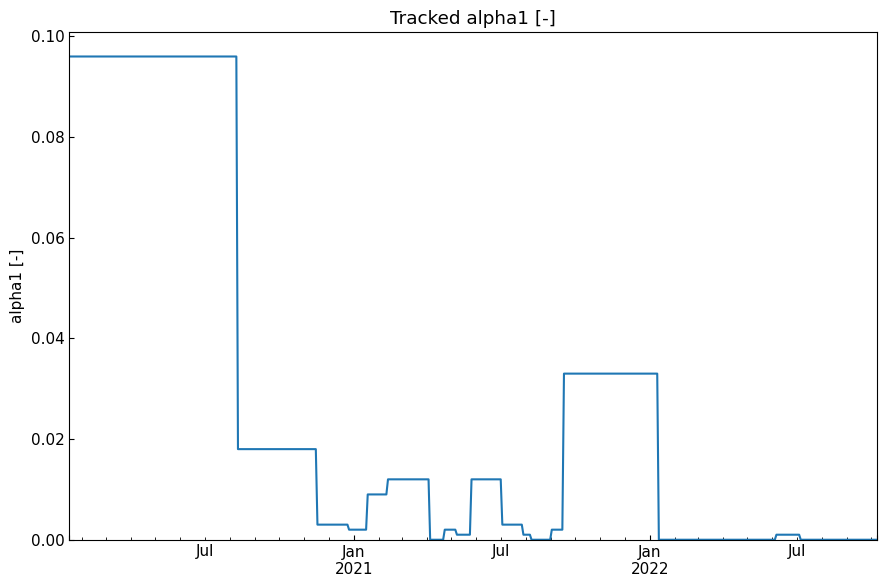 Tracked alpha1 [-]
0.10
0.08
0.06
0.04
0.02
0.00
alpha1 [-]
Jul
Jan
2021
Jul
Jan
2022
Jul